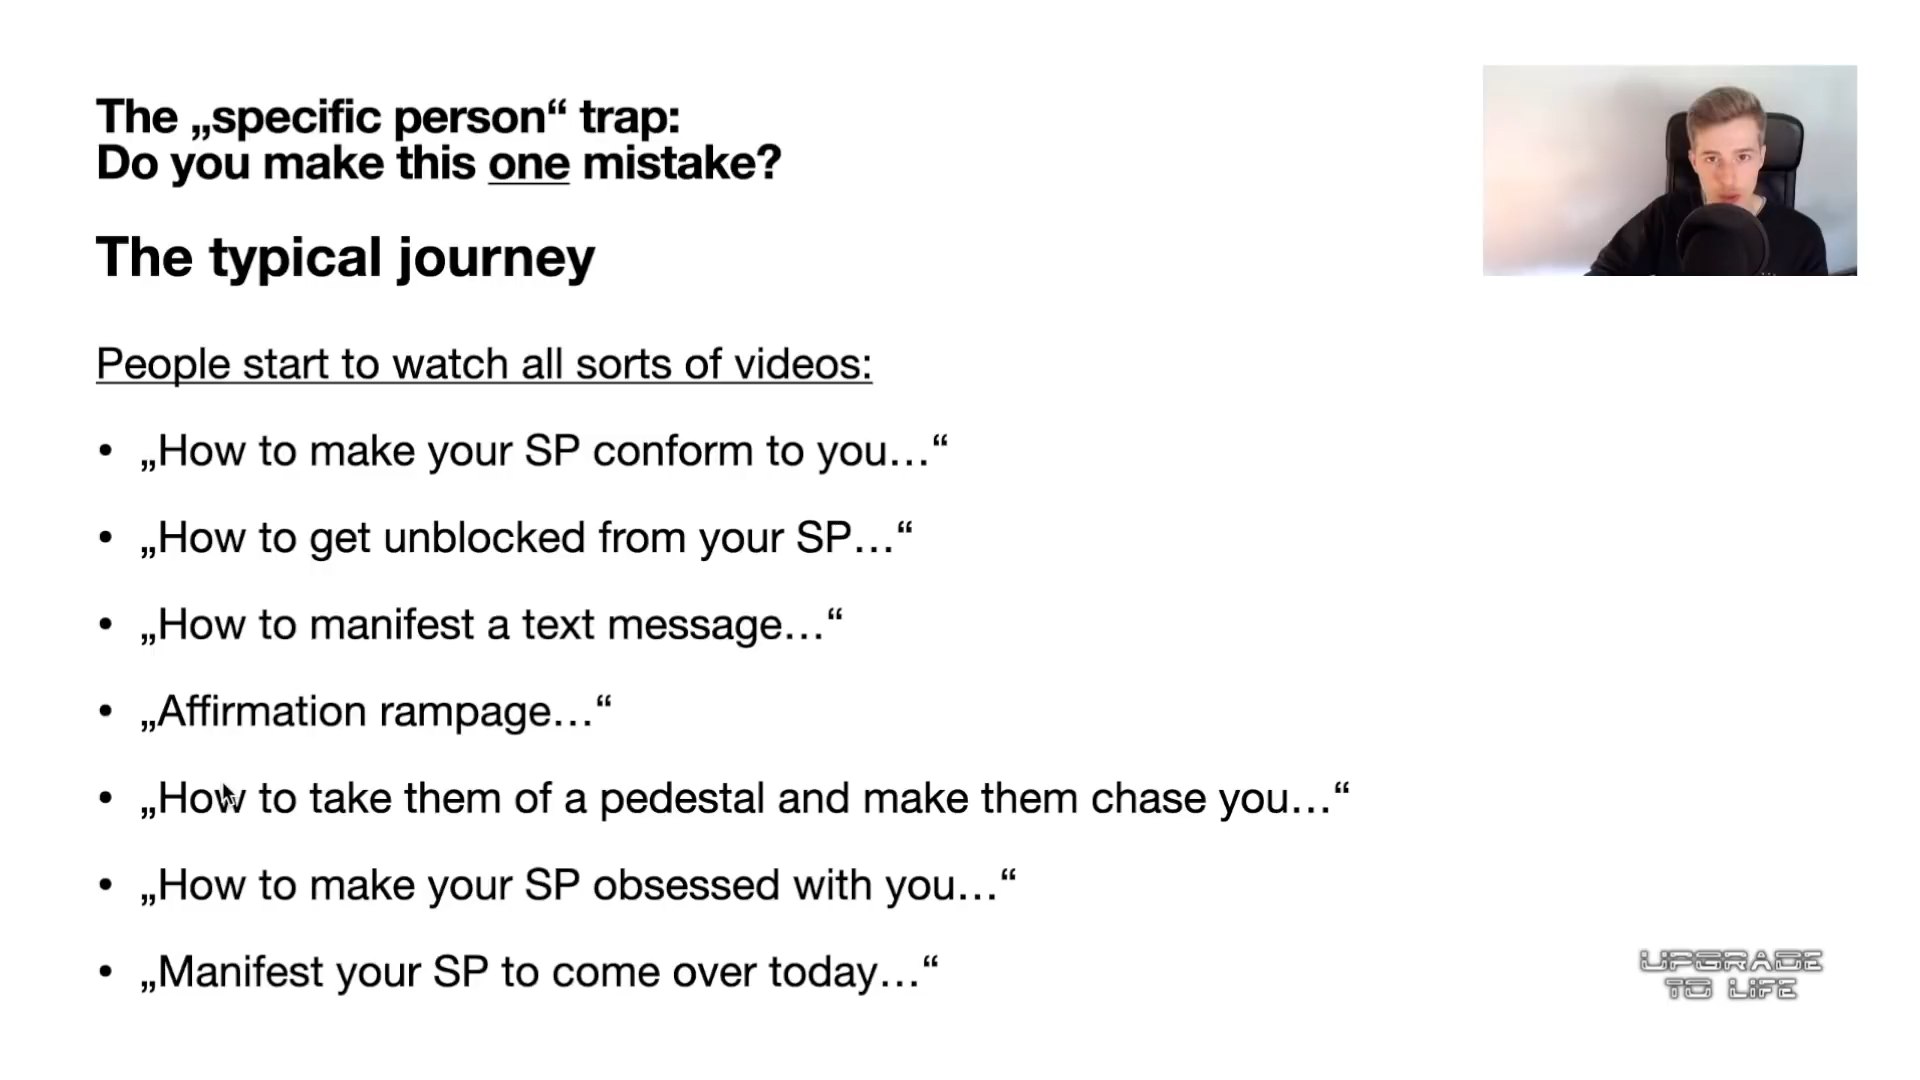 The „specific person“ trap:
Do you make this one mistake?
The typical journey
People start to watch all sorts of videos:
• „How to make your SP conform to you…“
• „How to get unblocked from your SP…“
• „How to manifest a text message…“
• „Affirmation rampage…“
• „How to take them of a pedestal and make them chase you…“
• „How to make your SP obsessed with you…“
• „Manifest your SP to come over today…“
UPGRADE
TO LIFE